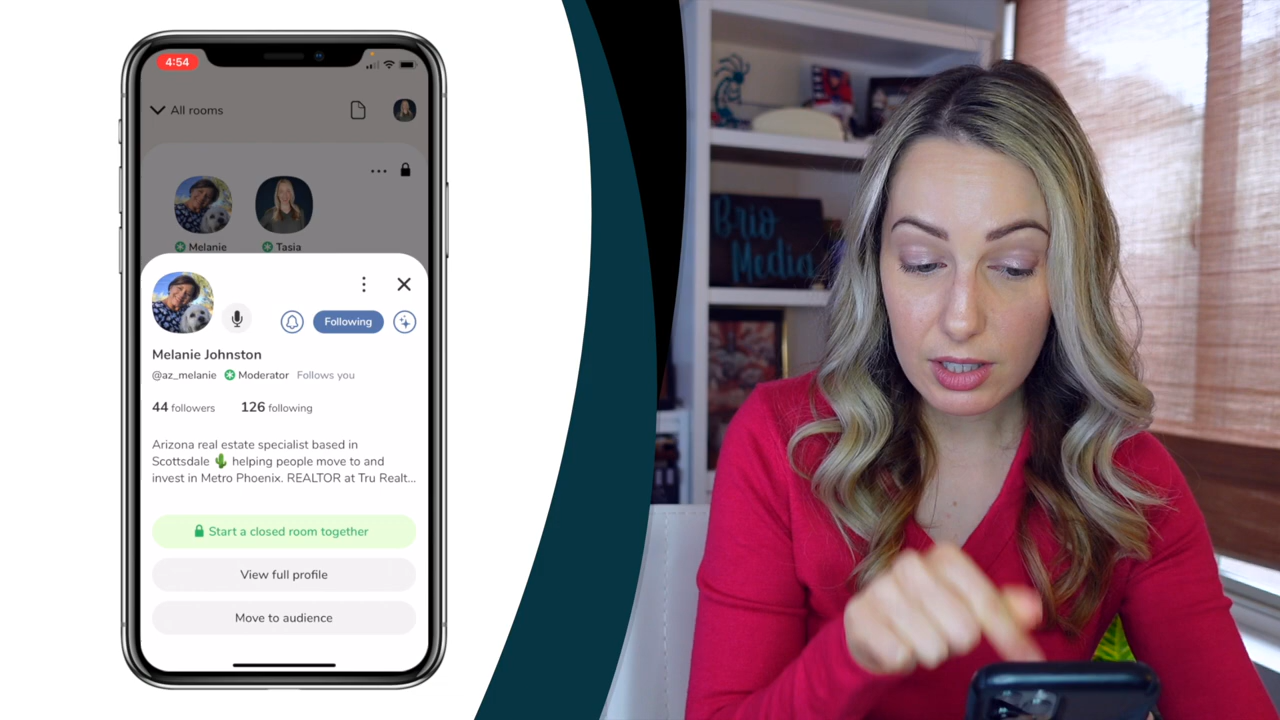 4:54
All rooms
Melanie
Tasia
Following
Melanie Johnston
@az_melanie Moderator Follows you
44 followers 126 following
Arizona real estate specialist based in
Scottsdale 🌵 helping people move to and
invest in Metro Phoenix. REALTOR at Tru Realt...
Start a closed room together
View full profile
Move to audience
Brio
Media